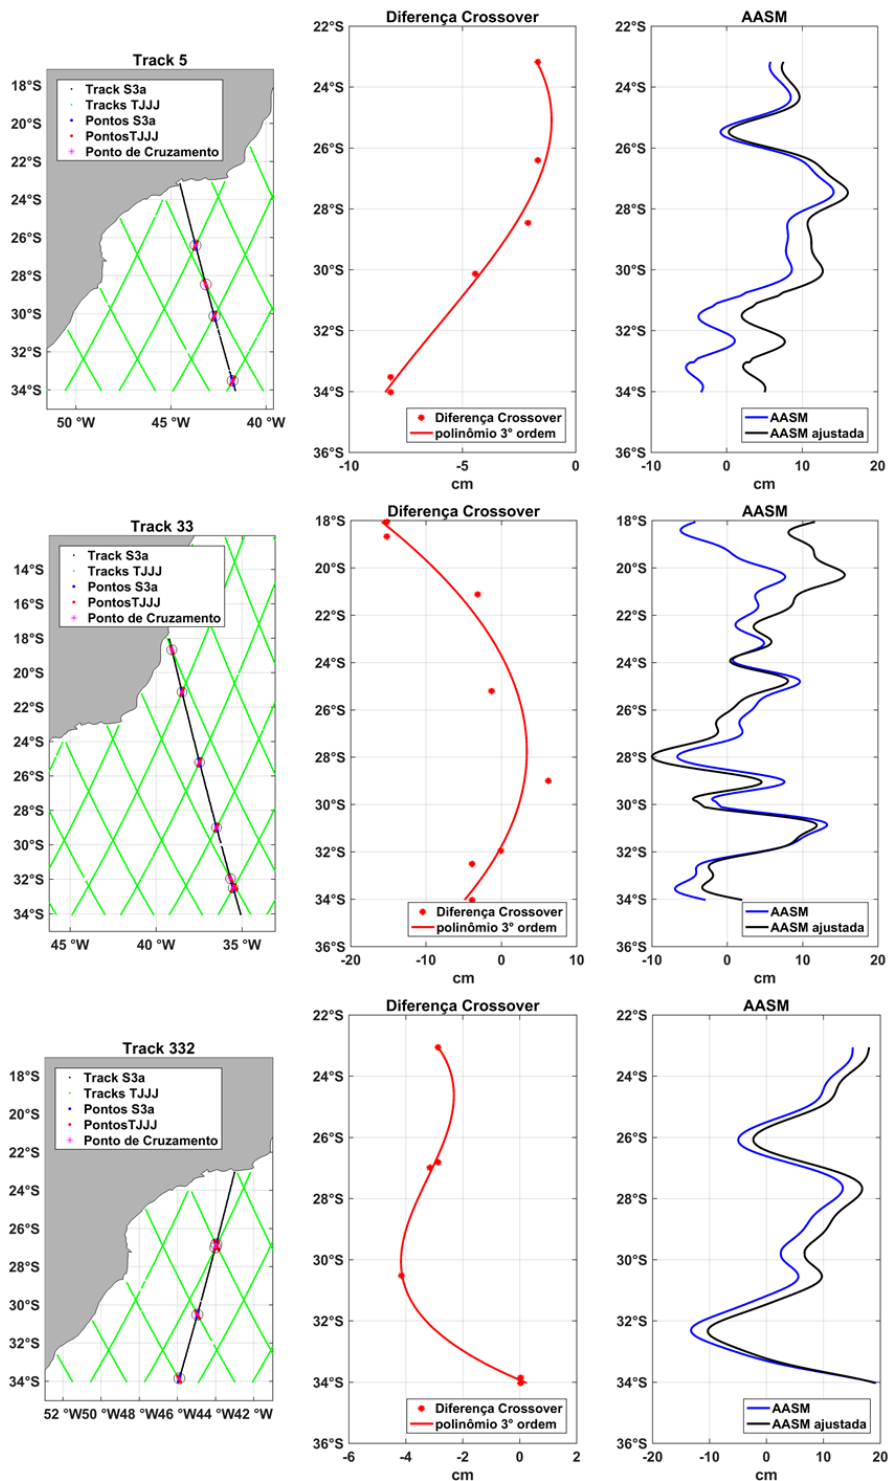 Track 5
Track S3a
Tracks TJJJ
Pontos S3a
PontosTJJJ
Ponto de Cruzamento
18°S
20°S
22°S
24°S
26°S
28°S
30°S
32°S
34°S
50 °W
45 °W
40 °W
Diferença Crossover
22°S
24°S
26°S
28°S
30°S
32°S
34°S
36°S
Diferença Crossover
polinômio 3° ordem
-10
-5
0
cm
AASM
22°S
24°S
26°S
28°S
30°S
32°S
34°S
36°S
AASM
AASM ajustada
-10
0
10
20
cm
Track 33
Track S3a
Tracks TJJJ
Pontos S3a
PontosTJJJ
Ponto de Cruzamento
14°S
16°S
18°S
20°S
22°S
24°S
26°S
28°S
30°S
32°S
34°S
45 °W
40 °W
35 °W
Diferença Crossover
18°S
20°S
22°S
24°S
26°S
28°S
30°S
32°S
34°S
36°S
Diferença Crossover
polinômio 3° ordem
-20
-10
0
10
cm
AASM
18°S
20°S
22°S
24°S
26°S
28°S
30°S
32°S
34°S
36°S
AASM
AASM ajustada
-10
0
10
20
cm
Track 332
Track S3a
Tracks TJJJ
Pontos S3a
PontosTJJJ
Ponto de Cruzamento
18°S
20°S
22°S
24°S
26°S
28°S
30°S
32°S
34°S
52 °W50 °W48 °W46 °W44 °W42 °W
Diferença Crossover
22°S
24°S
26°S
28°S
30°S
32°S
34°S
36°S
Diferença Crossover
polinômio 3° ordem
-6
-4
-2
0
2
cm
AASM
22°S
24°S
26°S
28°S
30°S
32°S
34°S
36°S
AASM
AASM ajustada
-20
-10
0
10
20
cm